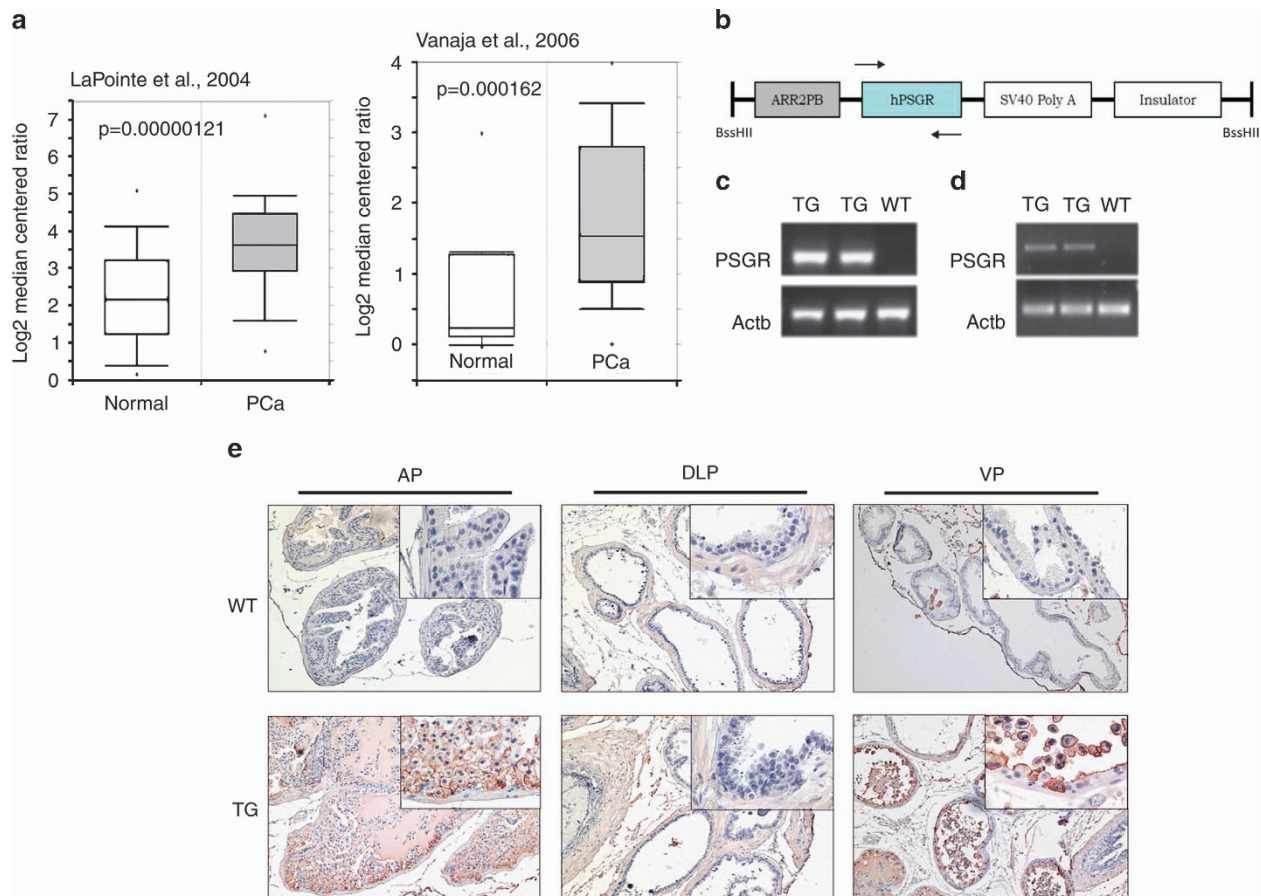 a
LaPointe et al., 2004
p=0.00000121
Log2 median centered ratio
7
6
5
4
3
2
1
0
Normal
PCa
Vanaja et al., 2006
p=0.000162
Log2 median centered ratio
4
3
2
1
0
Normal
PCa
b
ARR2PB
hPSGR
SV40 Poly A
Insulator
BssHII
BssHII
c
TG TG WT
PSGR
Actb
d
TG TG WT
PSGR
Actb
e
AP
DLP
VP
WT
TG